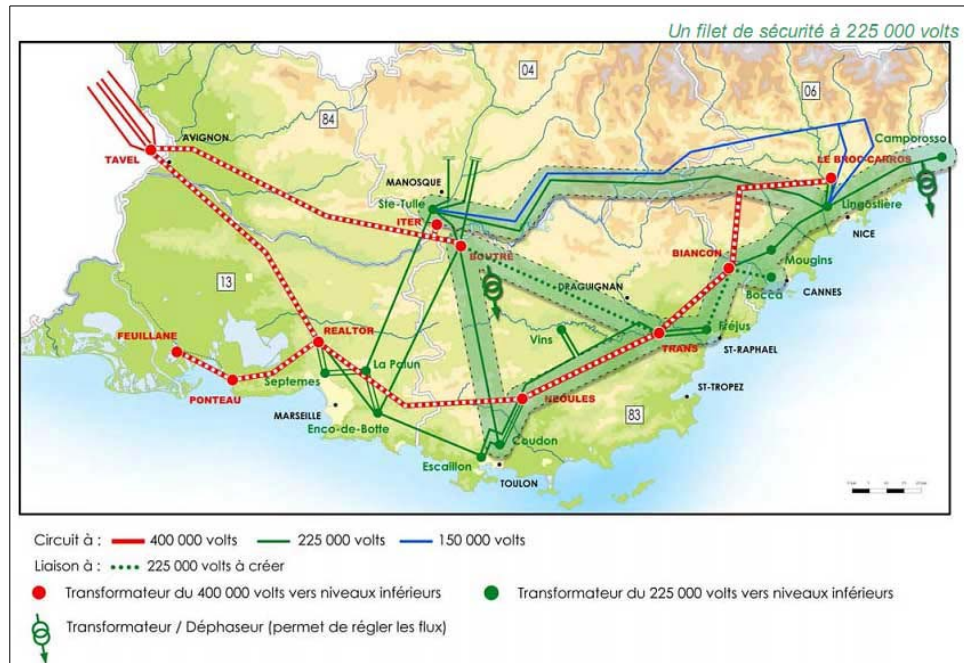 Un filet de sécurité à 225 000 volts
04
06
84
Camporosso
AVIGNON
TAVEL
LE BROC-CARROS
MANOSQUE
Ste-Tulle
Lingostière
ITER
NICE
BOUTRE
BIANCON
Mougins
13
DRAGUIGNAN
CANNES
Bocca
FEUILLANE
REALTOR
Vins
Fréjus
TRANS
ST-RAPHAEL
La Palun
Septemes
PONTEAU
ST-TROPEZ
MARSEILLE
NEOULES
83
Enco-de-Botte
Coudon
Escaillon
TOULON
Circuit à : 400 000 volts 225 000 volts 150 000 volts
Liaison à : 225 000 volts à créer
Transformateur du 400 000 volts vers niveaux inférieurs Transformateur du 225 000 volts vers niveaux inférieurs
Transformateur / Déphaseur (permet de régler les flux)